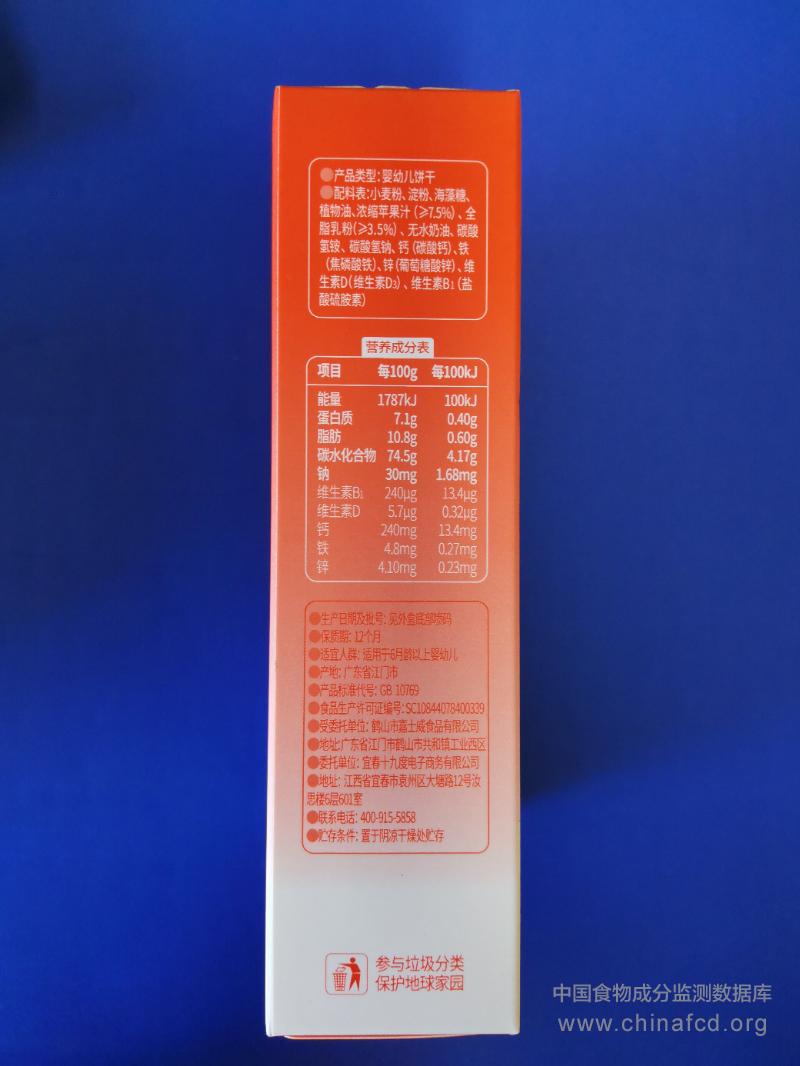 ●产品类型:婴幼儿饼干
●配料表:小麦粉、淀粉、海藻糖、
植物油、浓缩苹果汁(≥7.5%)、全
脂乳粉(≥3.5%)、无水奶油、碳酸
氢铵、碳酸氢钠、钙(碳酸钙)、铁
(焦磷酸铁)、锌(葡萄糖酸锌)、维
生素D(维生素D3)、维生素B1(盐
酸硫胺素)
营养成分表
项目 每100g 每100kJ
能量 1787kJ 100kJ
蛋白质 7.1g 0.40g
脂肪 10.8g 0.60g
碳水化合物 74.5g 4.17g
钠 30mg 1.68mg
维生素B1 240μg 13.4μg
维生素D 5.7μg 0.32μg
钙 240mg 13.4mg
铁 4.8mg 0.27mg
锌 4.10mg 0.23mg
●生产日期及批号:见外盒底部喷码
●保质期:12个月
●适宜人群:适用于6月龄以上婴幼儿
●产地:广东省江门市
●产品标准代号:GB 10769
●食品生产许可证编号:SC10844078400339
●受委托单位:鹤山市嘉士威食品有限公司
●地址:广东省江门市鹤山市共和镇工业西区
●委托单位:宜春十九度电子商务有限公司
●地址:江西省宜春市袁州区大塘路12号汝
思楼6层601室
●联系电话:400-915-5858
●贮存条件:置于阴凉干燥处贮存
参与垃圾分类
保护地球家园
中国食物成分监测数据库
www.chinafcd.org